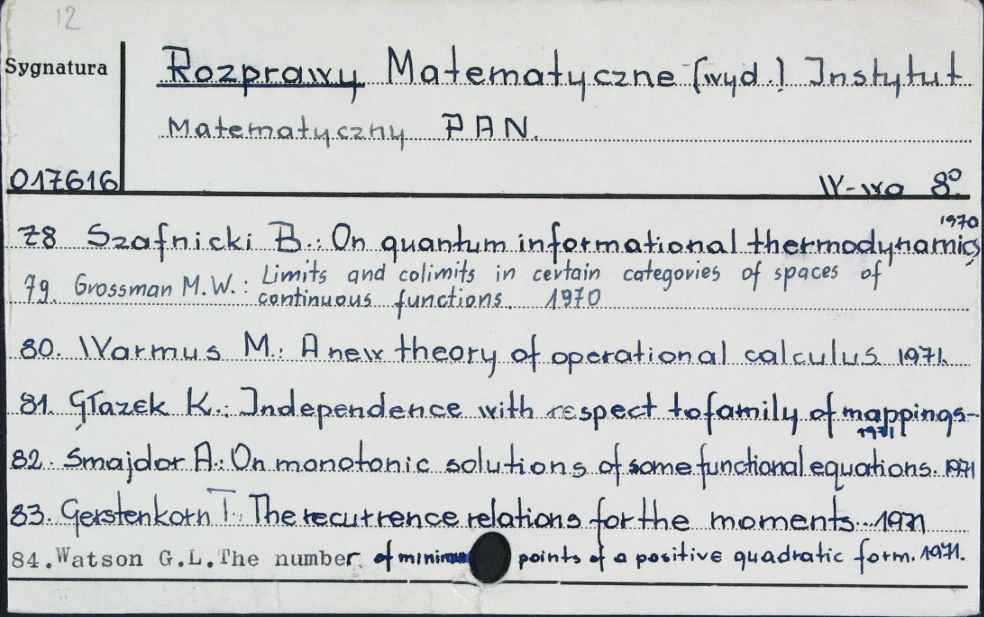 12
Sygnatura
Rozprawy Matematyczne (wyd.) Instytut
Matematyczny PAN.
017616
W-wa 8°
1970
78 Szafnicki B.: On quantum informational thermodynamics
79. Grossman M.W.: Limits and colimits in certain categories of spaces of
continuous functions. 1970
80. Warmus M.: A new theory of operational calculus 1971.
81. Głazek K.: Independence with respect to family of mappings-
1971
82. Smajdor A.: On monotonic solutions of some functional equations. 1971
83. Gerstenkorn T.: The recurrence relations for the moments... 1971
84. Watson G.L. The number of points of a positive quadratic form. 1971.